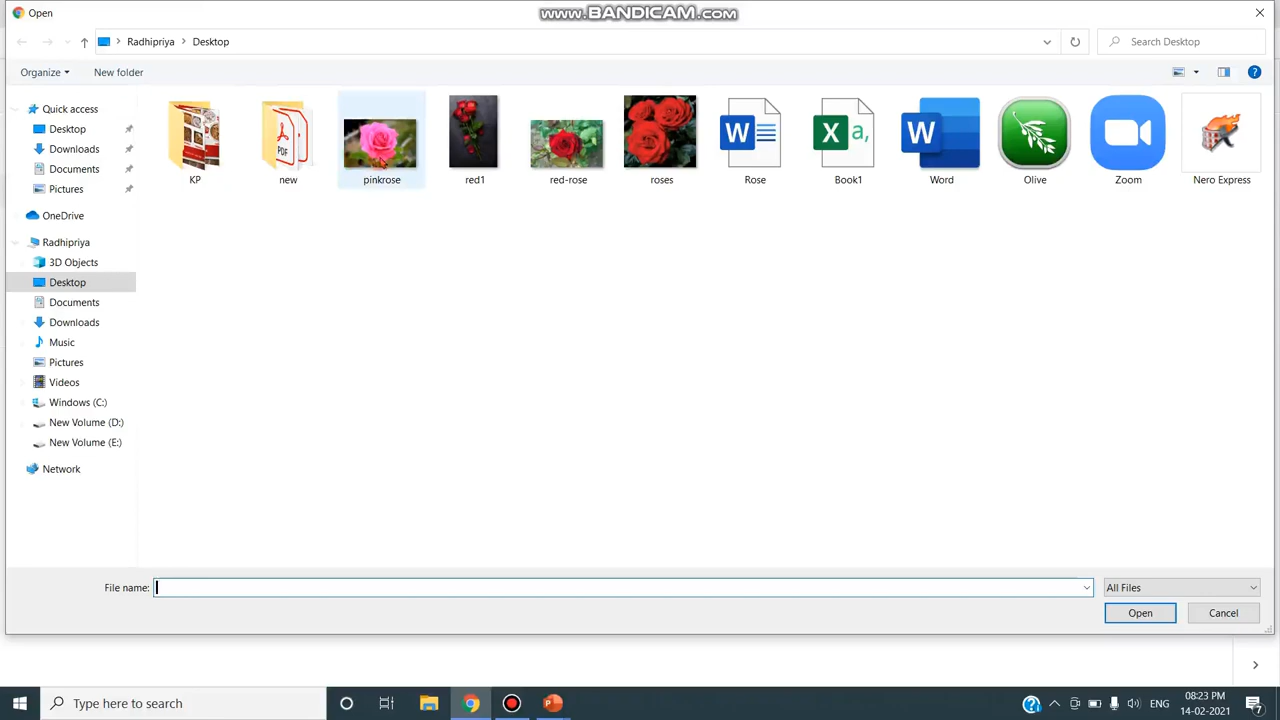 Open
www.BANDICAM.com
Radhipriya
Desktop
Search Desktop
Organize
New folder
Quick access
Desktop
Downloads
Documents
Pictures
OneDrive
Radhipriya
3D Objects
Desktop
Documents
Downloads
Music
Pictures
Videos
Windows (C:)
New Volume (D:)
New Volume (E:)
Network
PDF
W
X
a,
W
KP
new
pinkrose
red1
red-rose
roses
Rose
Book1
Word
Olive
Zoom
Nero Express
File name:
All Files
Open
Cancel
Type here to search
ENG
08:23 PM
14-02-2021
7